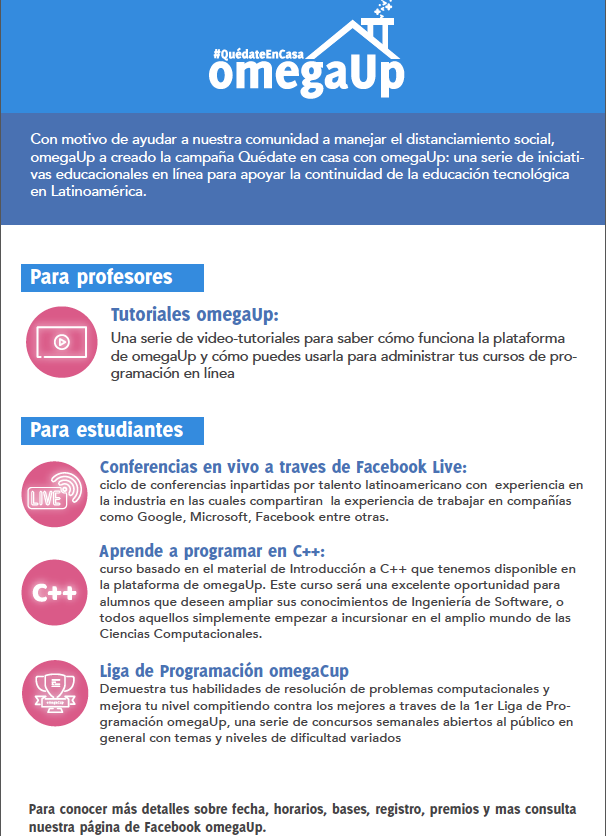 #QuédateEnCasa
omegaUp
Con motivo de ayudar a nuestra comunidad a manejar el distanciamiento social,
omegaUp a creado la campaña Quédate en casa con omegaUp: una serie de iniciati-
vas educacionales en línea para apoyar la continuidad de la educación tecnológica
en Latinoamérica.
Para profesores
Tutoriales omegaUp:
Una serie de video-tutoriales para saber cómo funciona la plataforma
de omegaUp y cómo puedes usarla para administrar tus cursos de pro-
gramación en línea
Para estudiantes
Conferencias en vivo a traves de Facebook Live:
LIVE
ciclo de conferencias inpartidas por talento latinoamericano con experiencia en
la industria en las cuales compartiran la experiencia de trabajar en compañías
como Google, Microsoft, Facebook entre otras.
Aprende a programar en C++:
C++
curso basado en el material de Introducción a C++ que tenemos disponible en
la plataforma de omegaUp. Este curso será una excelente oportunidad para
alumnos que deseen ampliar sus conocimientos de Ingeniería de Software, o
todos aquellos simplemente empezar a incursionar en el amplio mundo de las
Ciencias Computacionales.
Liga de Programación omegaCup
Demuestra tus habilidades de resolución de problemas computacionales y
mejora tu nivel compitiendo contra los mejores a traves de la 1er Liga de Pro-
gramación omegaUp, una serie de concursos semanales abiertos al público en
general con temas y niveles de dificultad variados
Para conocer más detalles sobre fecha, horarios, bases, registro, premios y mas consulta
nuestra página de Facebook omegaUp.